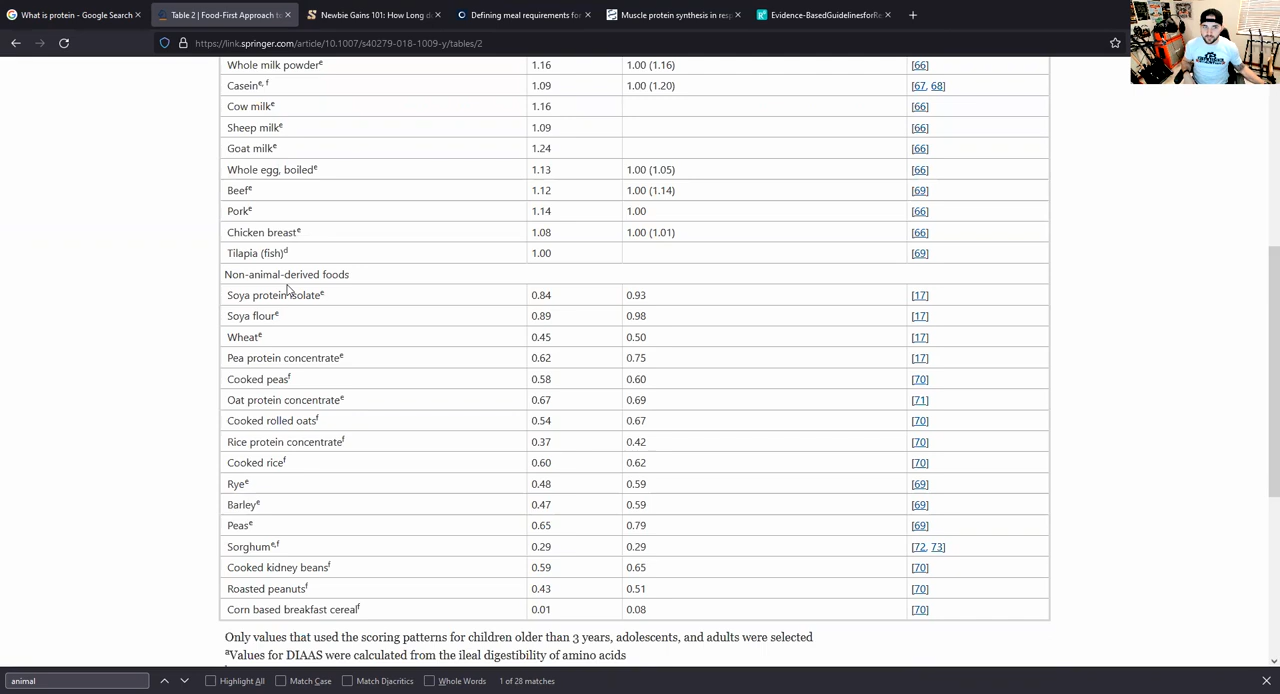 What is protein - Google Search
Table 2 | Food-First Approach to
Newbie Gains 101: How Long d
Defining meal requirements fo
Muscle protein synthesis in resp
Evidence-BasedGuidelinesforRe
https://link.springer.com/article/10.1007/s40279-018-1009-y/tables/2
Whole milk powderᵉ 1.16 1.00 (1.16) [66]
Caseinᵉ, ᶠ 1.09 1.00 (1.20) [67, 68]
Cow milkᵉ 1.16 [66]
Sheep milkᵉ 1.09 [66]
Goat milkᵉ 1.24 [66]
Whole egg, boiledᵉ 1.13 1.00 (1.05) [66]
Beefᵉ 1.12 1.00 (1.14) [69]
Porkᵉ 1.14 1.00 [66]
Chicken breastᵉ 1.08 1.00 (1.01) [66]
Tilapia (fish)ᵈ 1.00 [69]
Non-animal-derived foods
Soya protein isolateᵉ 0.84 0.93 [17]
Soya flourᵉ 0.89 0.98 [17]
Wheatᵉ 0.45 0.50 [17]
Pea protein concentrateᵉ 0.62 0.75 [17]
Cooked peasᶠ 0.58 0.60 [70]
Oat protein concentrateᵉ 0.67 0.69 [71]
Cooked rolled oatsᶠ 0.54 0.67 [70]
Rice protein concentrateᶠ 0.37 0.42 [70]
Cooked riceᶠ 0.60 0.62 [70]
Ryeᵉ 0.48 0.59 [69]
Barleyᵉ 0.47 0.59 [69]
Peasᵉ 0.65 0.79 [69]
Sorghumᵉ,ᶠ 0.29 0.29 [72, 73]
Cooked kidney beansᶠ 0.59 0.65 [70]
Roasted peanutsᶠ 0.43 0.51 [70]
Corn based breakfast cerealᶠ 0.01 0.08 [70]
Only values that used the scoring patterns for children older than 3 years, adolescents, and adults were selected
ᵃValues for DIAAS were calculated from the ileal digestibility of amino acids
animal Highlight All Match Case Match Diacritics Whole Words 1 of 28 matches